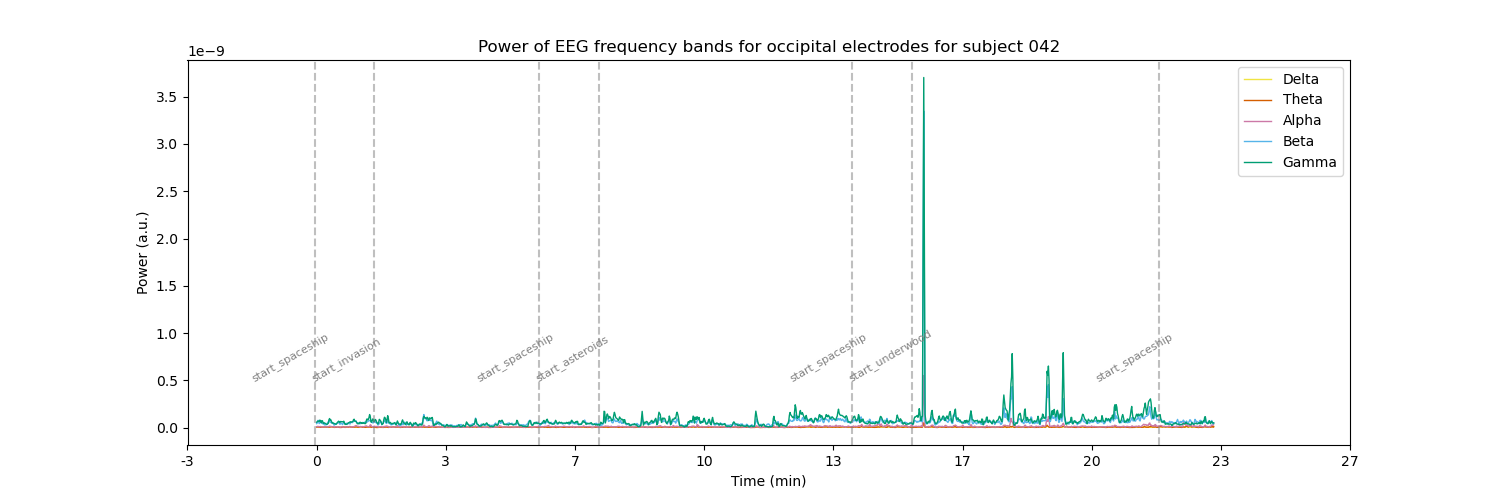 Power of EEG frequency bands for occipital electrodes for subject 042
1e−9
Delta
Theta
Alpha
Beta
Gamma
3.5
3.0
2.5
2.0
1.5
1.0
0.5
0.0
Power (a.u.)
start_spaceship
start_invasion
start_spaceship
start_asteroids
start_spaceship
start_underwood
start_spaceship
-3 0 3 7 10 13 17 20 23 27
Time (min)